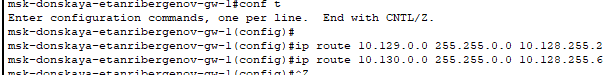 msk-donskaya-etanribergenov-gw-1#conf t
Enter configuration commands, one per line.  End with CNTL/Z.
msk-donskaya-etanribergenov-gw-1(config)#
msk-donskaya-etanribergenov-gw-1(config)#ip route 10.129.0.0 255.255.0.0 10.128.255.2
msk-donskaya-etanribergenov-gw-1(config)#ip route 10.130.0.0 255.255.0.0 10.128.255.6
msk-donskaya-etanribergenov-gw-1(config)#^Z